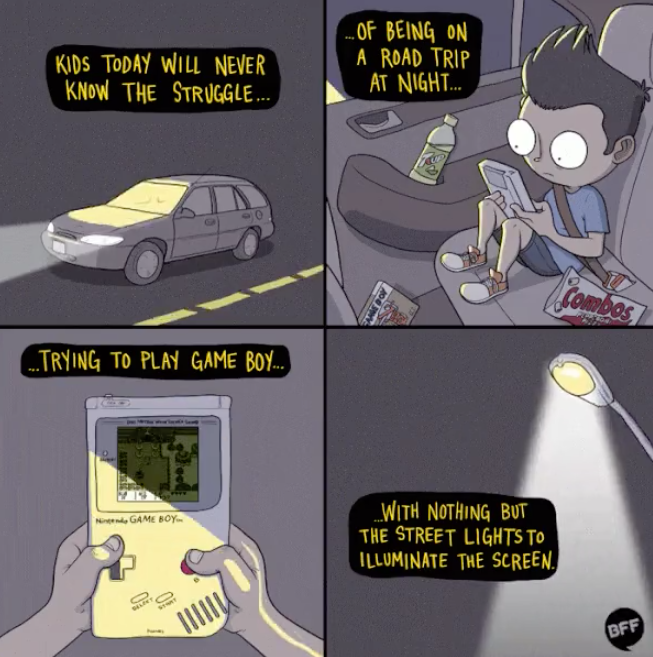 KIDS TODAY WILL NEVER
KNOW THE STRUGGLE...
...OF BEING ON
A ROAD TRIP
AT NIGHT...
7UP
GAME BOY
Combos
...TRYING TO PLAY GAME BOY...
Nintendo GAME BOY
SELECT
START
...WITH NOTHING BUT
THE STREET LIGHTS TO
ILLUMINATE THE SCREEN.
BFF